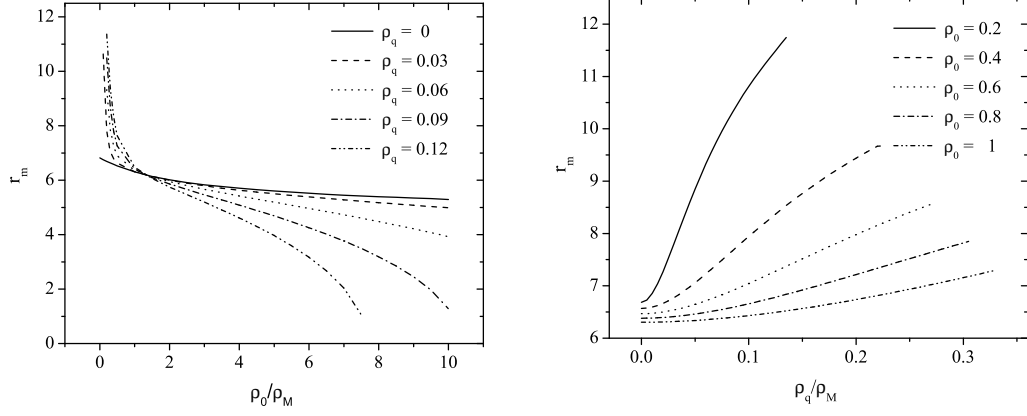 12
10
8
6
4
2
0
r_m
0
2
4
6
8
10
ρ_0/ρ_M
ρ_q = 0
ρ_q = 0.03
ρ_q = 0.06
ρ_q = 0.09
ρ_q = 0.12
12
11
10
9
8
7
6
r_m
0.0
0.1
0.2
0.3
ρ_q/ρ_M
ρ_0 = 0.2
ρ_0 = 0.4
ρ_0 = 0.6
ρ_0 = 0.8
ρ_0 = 1